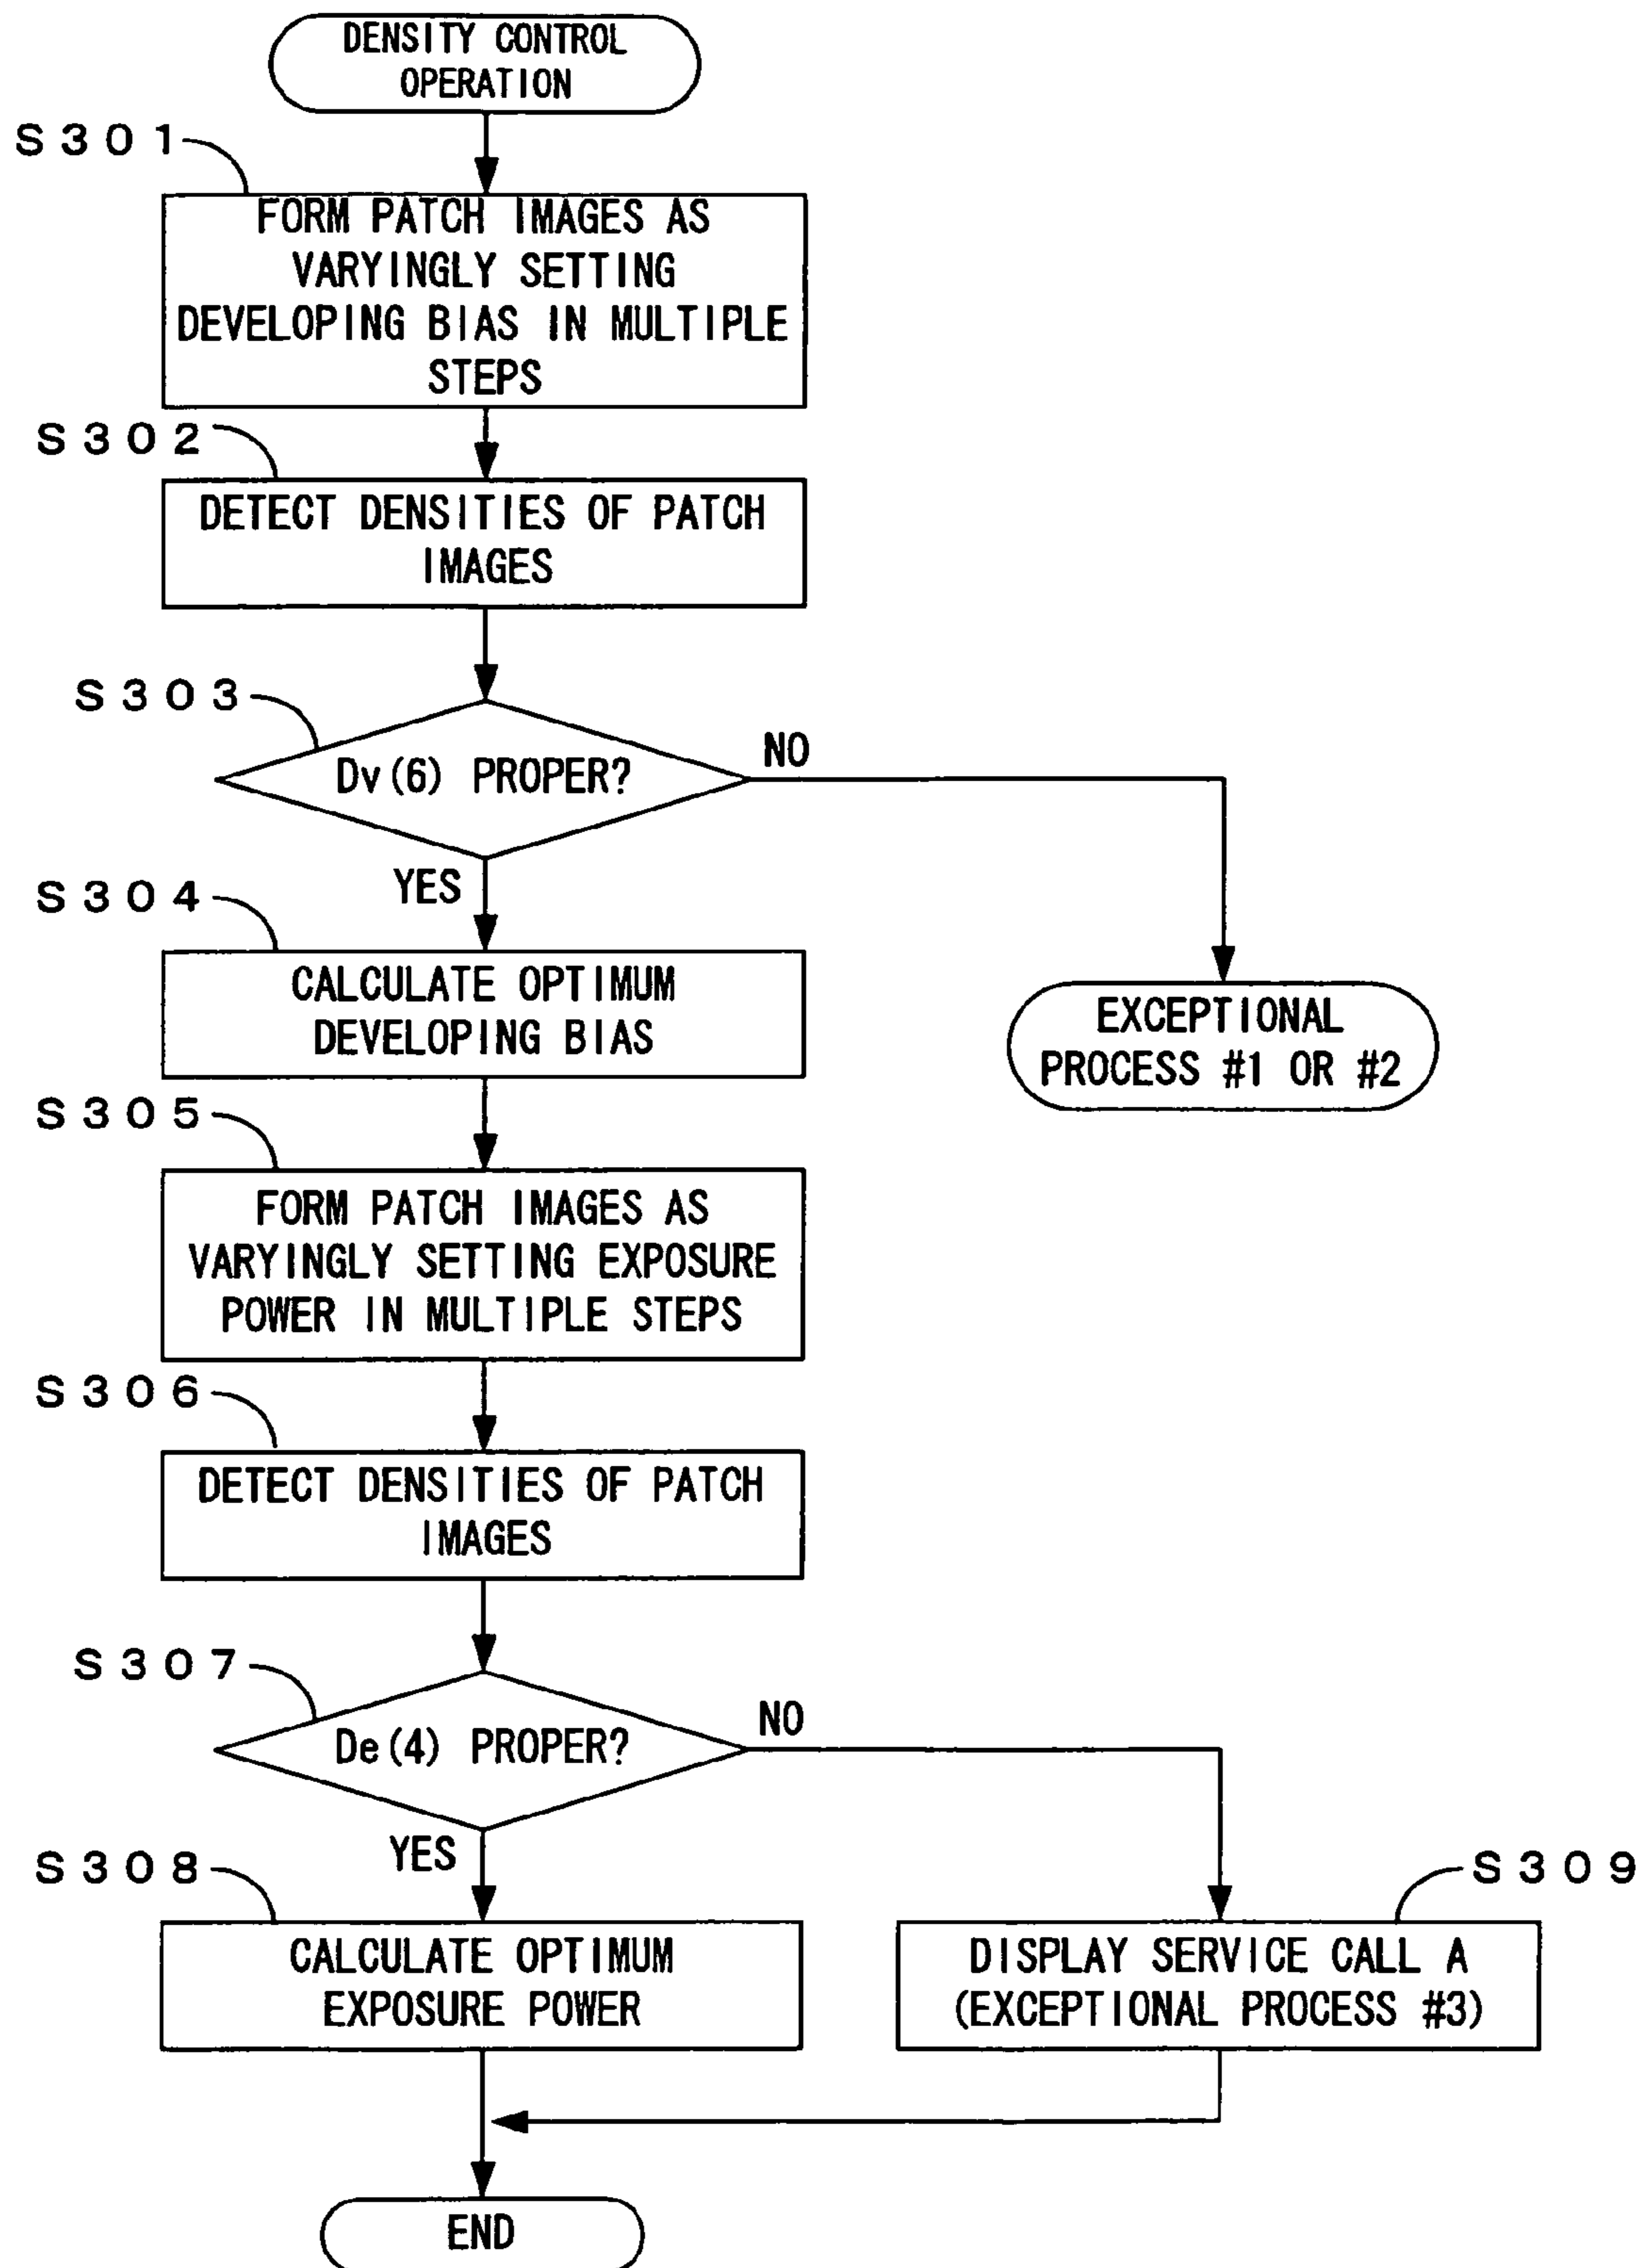 DENSITY CONTROL
OPERATION
S301
FORM PATCH IMAGES AS
VARYINGLY SETTING
DEVELOPING BIAS IN MULTIPLE
STEPS
S302
DETECT DENSITIES OF PATCH
IMAGES
S303
Dv(6) PROPER?
NO
YES
S304
CALCULATE OPTIMUM
DEVELOPING BIAS
EXCEPTIONAL
PROCESS #1 OR #2
S305
FORM PATCH IMAGES AS
VARYINGLY SETTING EXPOSURE
POWER IN MULTIPLE STEPS
S306
DETECT DENSITIES OF PATCH
IMAGES
S307
De(4) PROPER?
NO
YES
S308
CALCULATE OPTIMUM
EXPOSURE POWER
S309
DISPLAY SERVICE CALL A
(EXCEPTIONAL PROCESS #3)
END